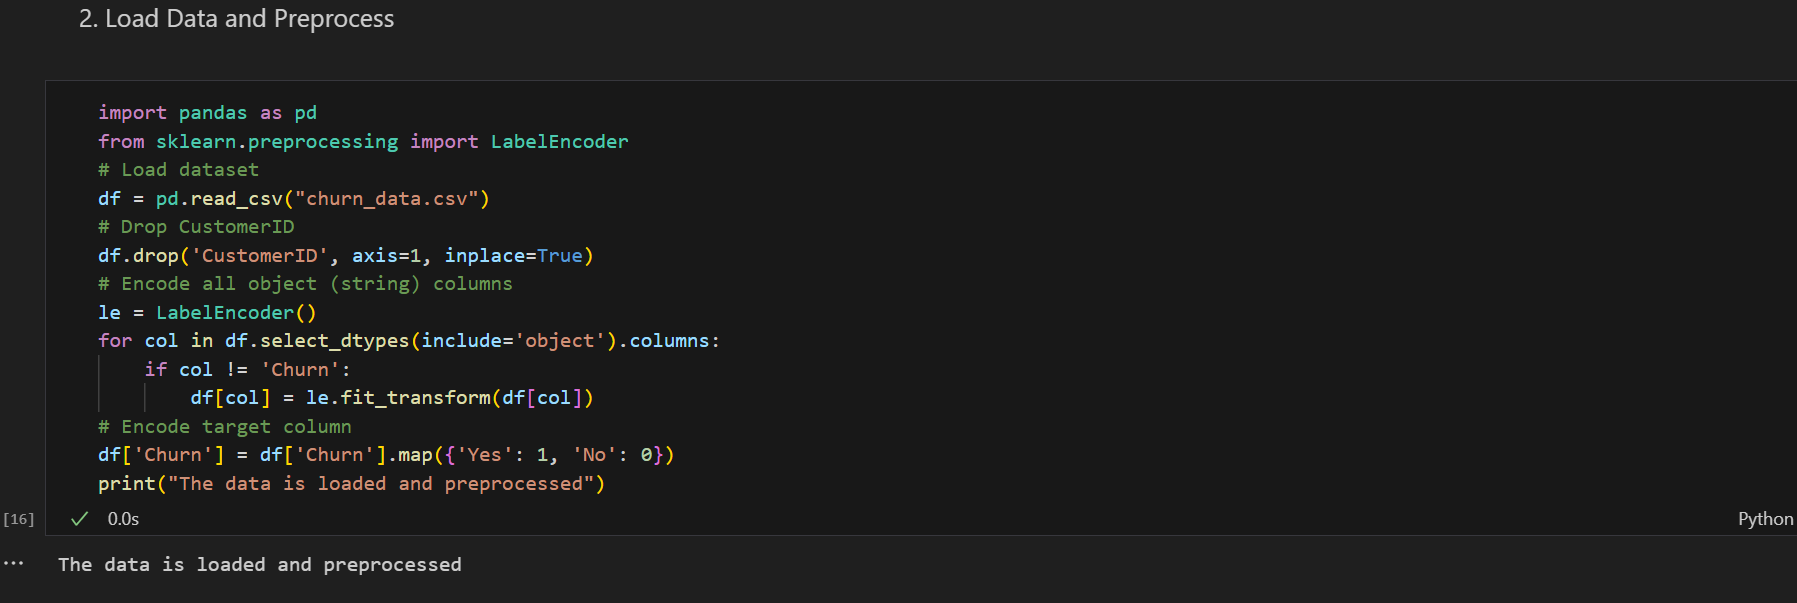 2. Load Data and Preprocess
import pandas as pd
from sklearn.preprocessing import LabelEncoder
# Load dataset
df = pd.read_csv("churn_data.csv")
# Drop CustomerID
df.drop('CustomerID', axis=1, inplace=True)
# Encode all object (string) columns
le = LabelEncoder()
for col in df.select_dtypes(include='object').columns:
    if col != 'Churn':
        df[col] = le.fit_transform(df[col])
# Encode target column
df['Churn'] = df['Churn'].map({'Yes': 1, 'No': 0})
print("The data is loaded and preprocessed")
[16] ✓ 0.0s Python
... The data is loaded and preprocessed